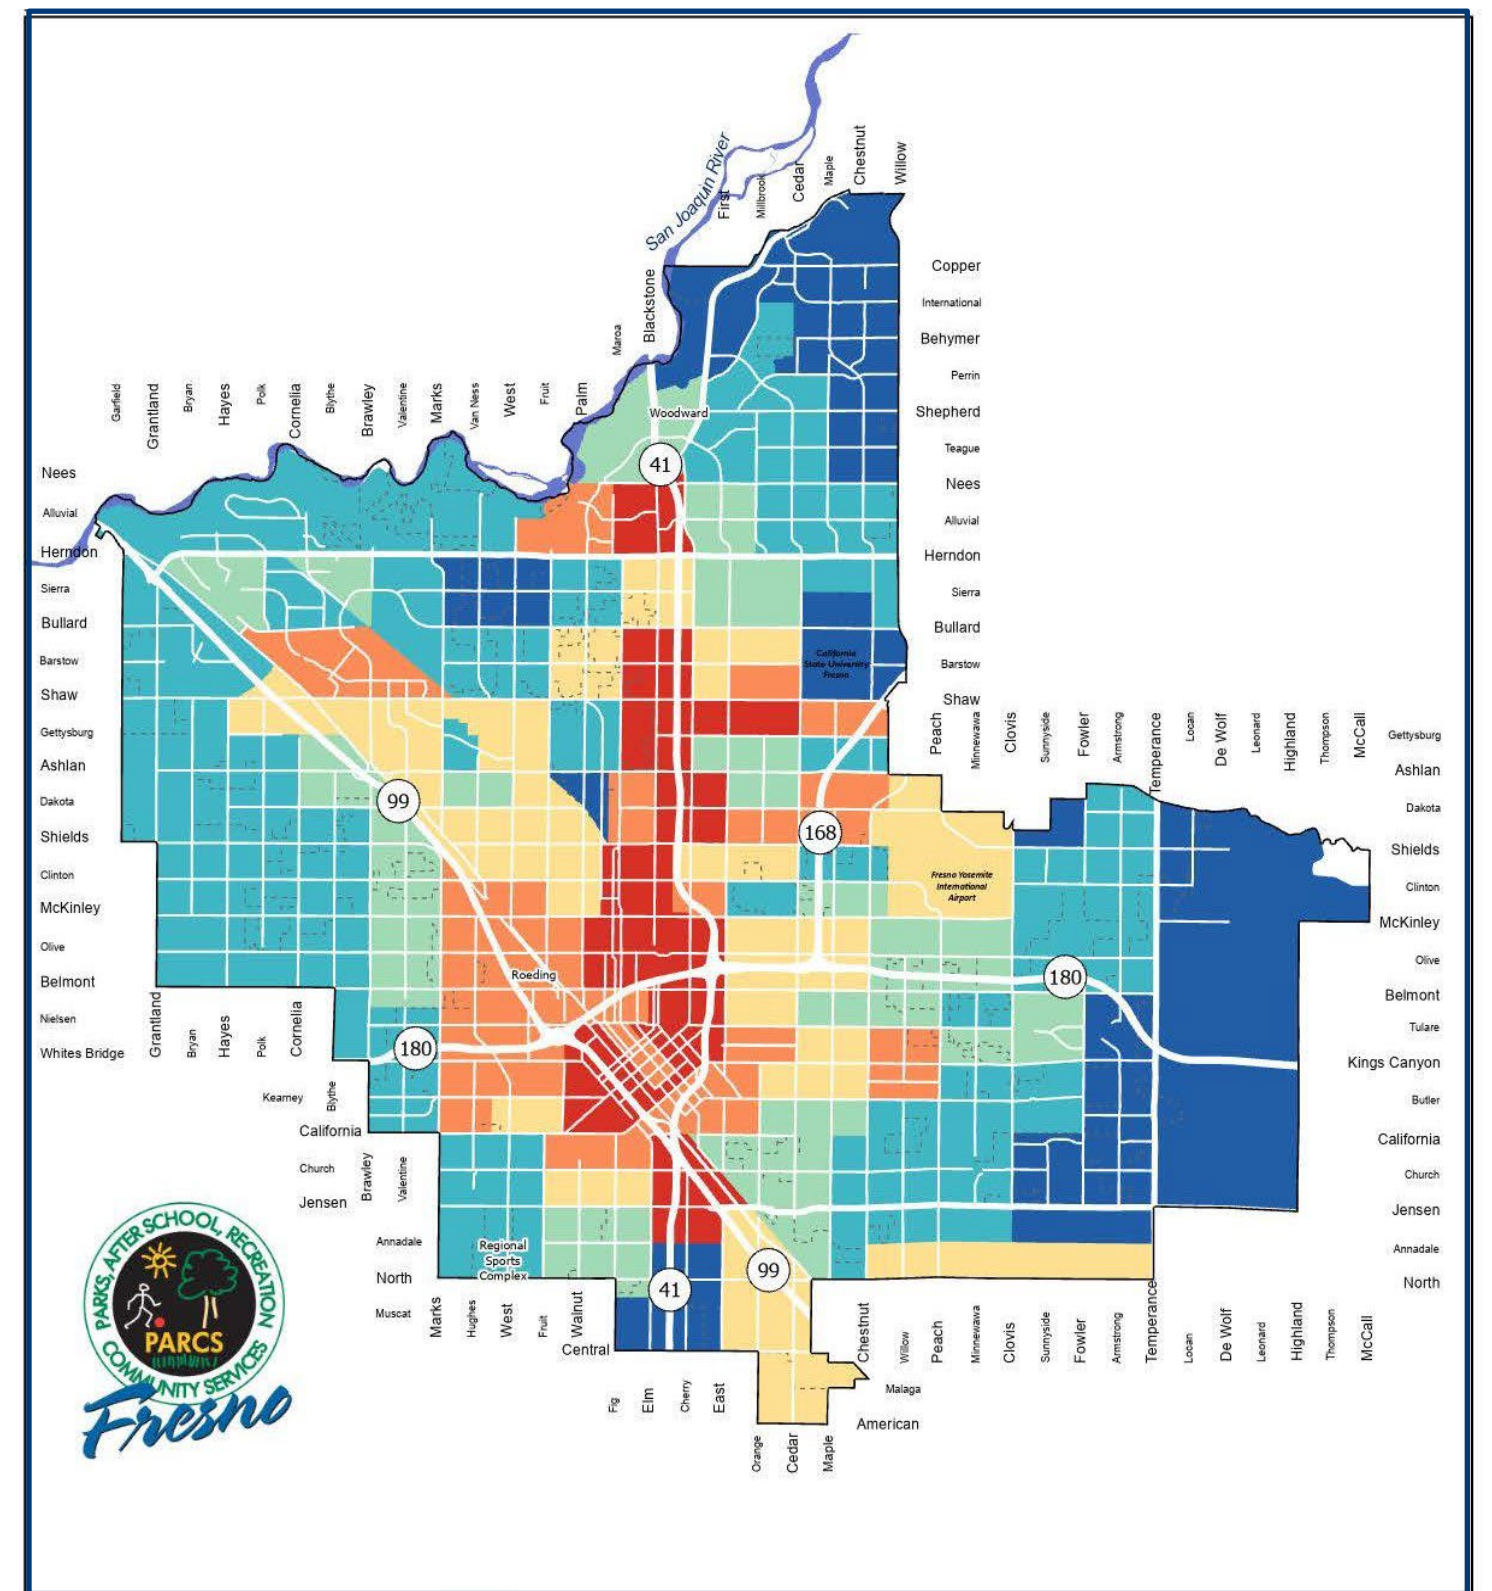 San Joaquin River
First
Millbrook
Cedar
Maple
Chestnut
Willow
Copper
International
Behymer
Perrin
Shepherd
Teague
Nees
Alluvial
Herndon
Sierra
Bullard
Barstow
Shaw
Blackstone
Maroa
Garfield
Grantland
Bryan
Hayes
Polk
Cornelia
Blythe
Brawley
Valentine
Marks
Van Ness
West
Fruit
Palm
Woodward
41
Nees
Alluvial
Herndon
Sierra
Bullard
Barstow
Shaw
Gettysburg
Ashlan
Dakota
Shields
Clinton
McKinley
Olive
Belmont
Nielsen
Whites Bridge
California
State University
Fresno
Peach
Minnewawa
Clovis
Sunnyside
Fowler
Armstrong
Temperance
Locan
De Wolf
Leonard
Highland
Thompson
McCall
Gettysburg
Ashlan
Dakota
Shields
Clinton
McKinley
Olive
Belmont
Tulare
Kings Canyon
Butler
California
Church
Jensen
Annadale
North
99
168
Fresno Yosemite
International
Airport
Roeding
180
180
Grantland
Bryan
Hayes
Polk
Cornelia
Kearney
Blythe
California
Church
Jensen
Brawley
Valentine
Annadale
North
Muscat
Regional
Sports
Complex
41
99
Marks
Hughes
West
Fruit
Walnut
Central
Fig
Elm
Cherry
East
Orange
Cedar
Maple
Malaga
American
Chestnut
Willow
Peach
Minnewawa
Clovis
Sunnyside
Fowler
Armstrong
Temperance
Locan
De Wolf
Leonard
Highland
Thompson
McCall
PARKS, AFTER SCHOOL, RECREATION
COMMUNITY SERVICES
PARCS
Fresno